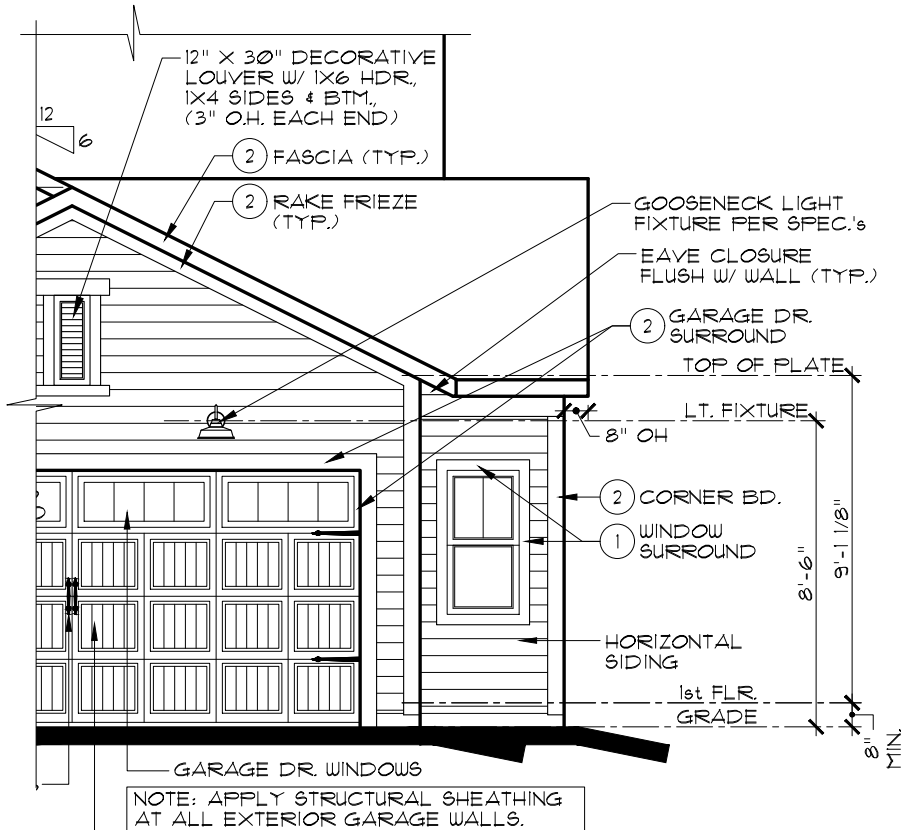 12" X 30" DECORATIVE
LOUVER W/ 1X6 HDR.,
1X4 SIDES & BTM.,
(3" O.H. EACH END)
12
6
2 FASCIA (TYP.)
2 RAKE FRIEZE
(TYP.)
GOOSENECK LIGHT
FIXTURE PER SPEC.'s
EAVE CLOSURE
FLUSH W/ WALL (TYP.)
2 GARAGE DR.
SURROUND
TOP OF PLATE
LT. FIXTURE
8" OH
2 CORNER BD.
1 WINDOW
SURROUND
8'-6"
9'-1 1/8"
HORIZONTAL
SIDING
1st FLR.
GRADE
8"
MIN.
GARAGE DR. WINDOWS
NOTE: APPLY STRUCTURAL SHEATHING
AT ALL EXTERIOR GARAGE WALLS.